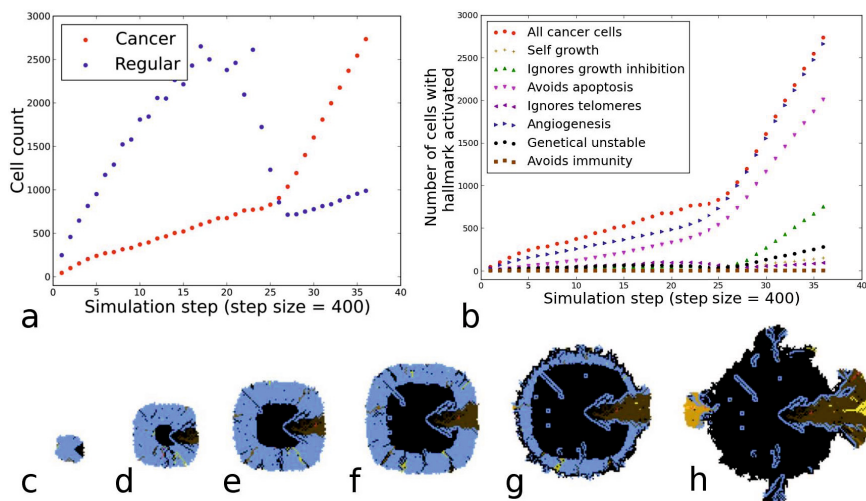 3000
2500
2000
1500
1000
500
0
Cell count
Cancer
Regular
0 5 10 15 20 25 30 35 40
Simulation step (step size = 400)
a
3000
2500
2000
1500
1000
500
0
Number of cells with
hallmark activated
All cancer cells
Self growth
Ignores growth inhibition
Avoids apoptosis
Ignores telomeres
Angiogenesis
Genetical unstable
Avoids immunity
0 5 10 15 20 25 30 35 40
Simulation step (step size = 400)
b
c d e f g h